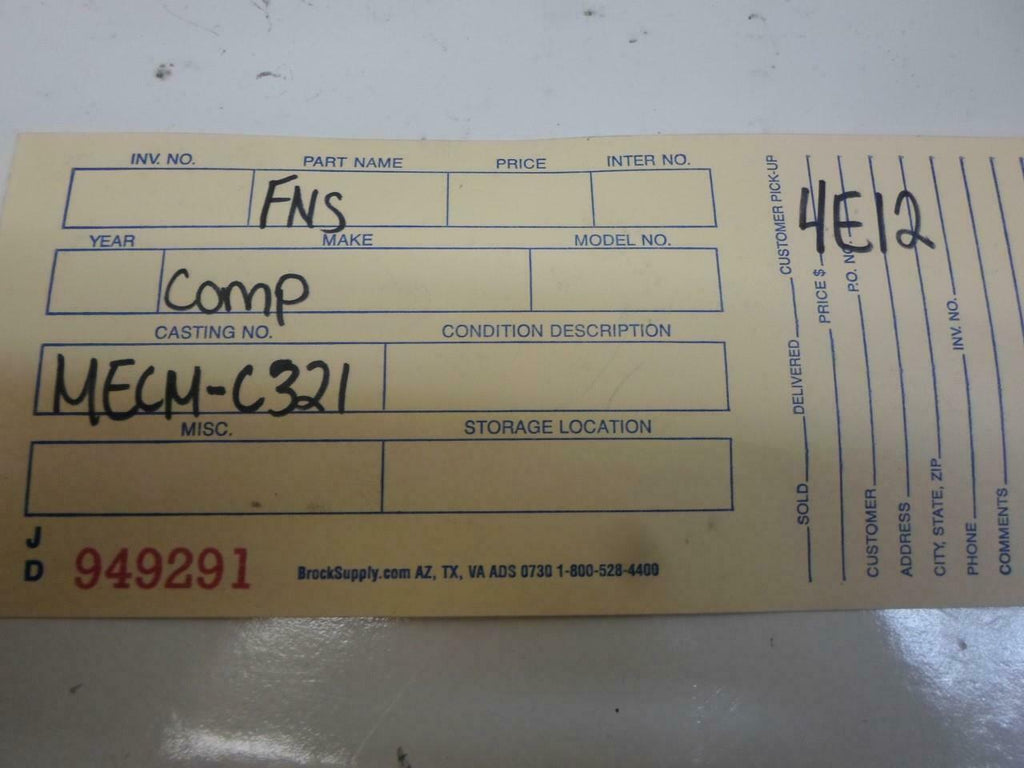 INV. NO. PART NAME PRICE INTER NO.
FNS
YEAR MAKE MODEL NO.
Comp
CASTING NO. CONDITION DESCRIPTION
MECM-C321
MISC. STORAGE LOCATION
J
D 949291 BrockSupply.com AZ, TX, VA ADS 0730 1-800-528-4400
4E12
SOLD DELIVERED CUSTOMER PICK-UP
PRICE $
P.O. NO.
CUSTOMER
ADDRESS
CITY, STATE, ZIP
PHONE INV. NO.
COMMENTS